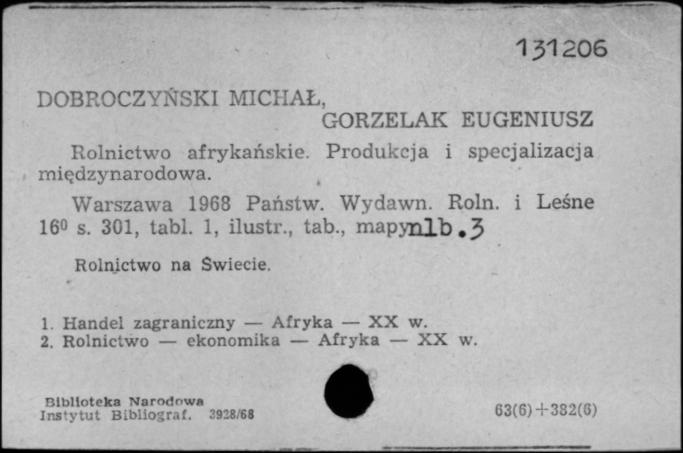 131206
DOBROCZYŃSKI MICHAŁ,
GORZELAK EUGENIUSZ
Rolnictwo afrykańskie. Produkcja i specjalizacja
międzynarodowa.
Warszawa 1968 Państw. Wydawn. Roln. i Leśne
16⁰ s. 301, tabl. 1, ilustr., tab., mapy nlb.3
Rolnictwo na Świecie.
1. Handel zagraniczny — Afryka — XX w.
2. Rolnictwo — ekonomika — Afryka — XX w.
Biblioteka Narodowa
Instytut Bibliograf. 3928/68
63(6)+382(6)